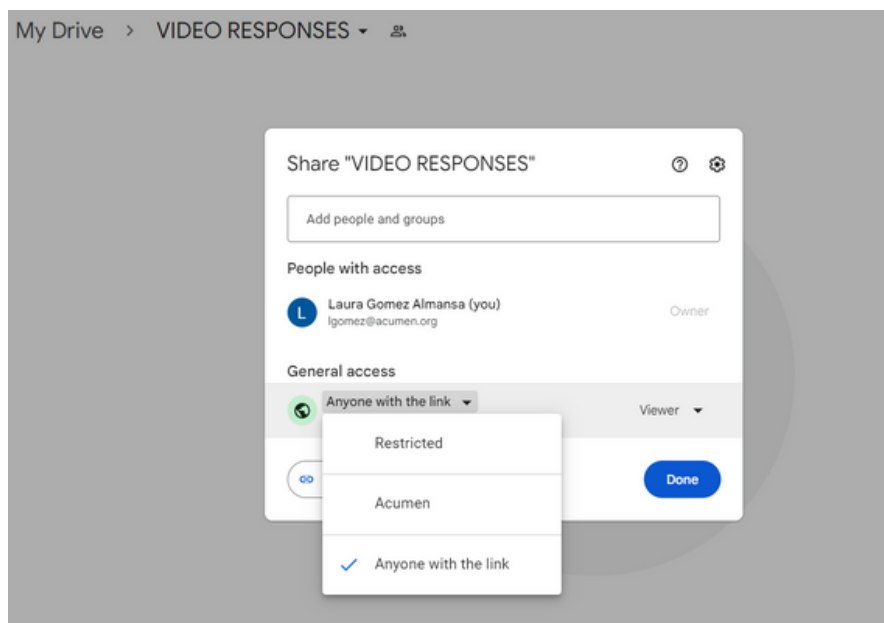 My Drive > VIDEO RESPONSES
Share "VIDEO RESPONSES"
Add people and groups
People with access
L
Laura Gomez Almansa (you)
lgomez@acumen.org
Owner
General access
Anyone with the link
Viewer
Restricted
Acumen
Anyone with the link
Done